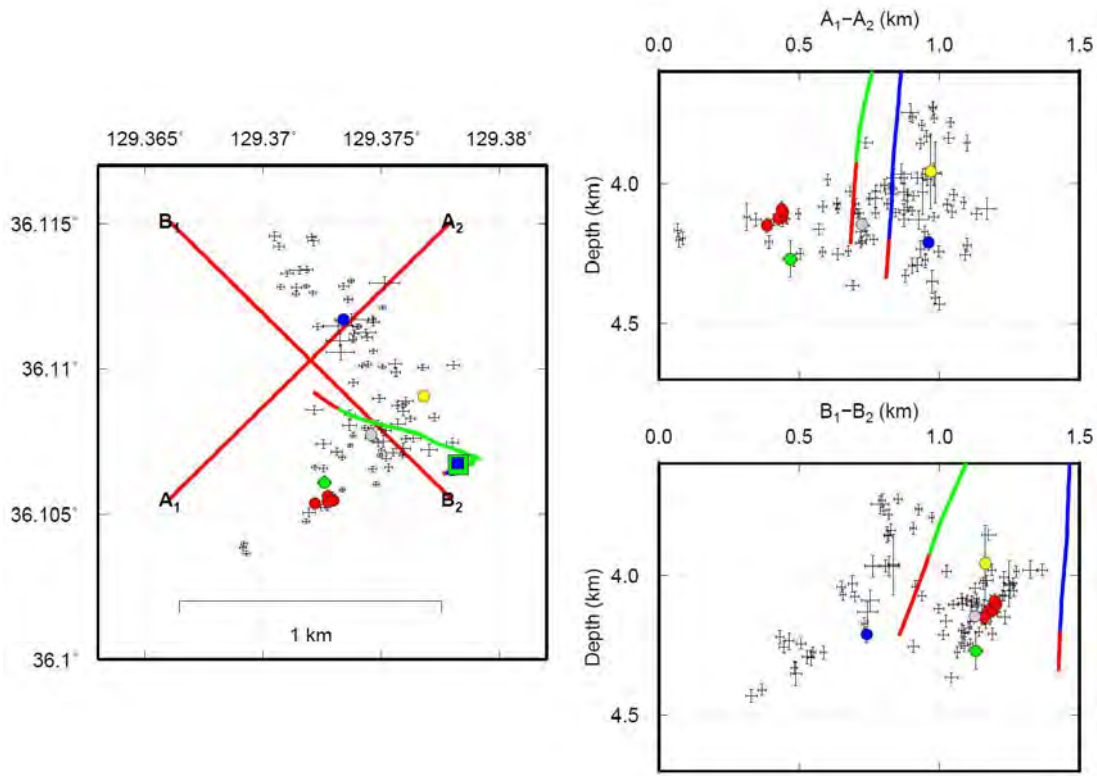 129.365° 129.37° 129.375° 129.38°
36.115°
36.11°
36.105°
36.1°
B₁
A₂
A₁
B₂
1 km
A₁−A₂ (km)
0.0 0.5 1.0 1.5
Depth (km)
4.0
4.5
B₁−B₂ (km)
0.0 0.5 1.0 1.5
Depth (km)
4.0
4.5